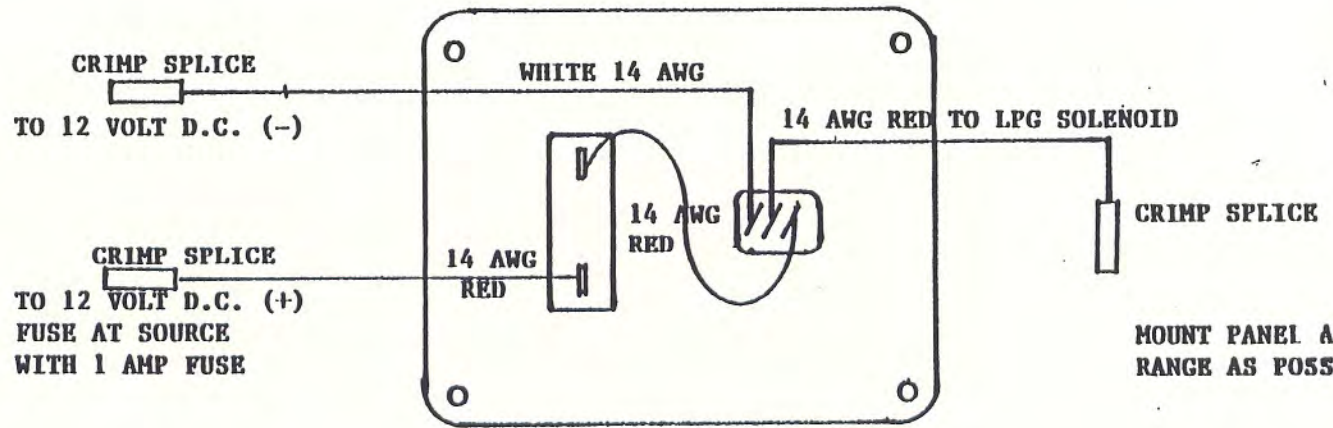 CRIMP SPLICE
TO 12 VOLT D.C. (-)
WHITE 14 AWG
14 AWG RED TO LPG SOLENOID
CRIMP SPLICE
14 AWG
RED
CRIMP SPLICE
TO 12 VOLT D.C. (+)
FUSE AT SOURCE
WITH 1 AMP FUSE
14 AWG
RED
MOUNT PANEL A
RANGE AS POSS